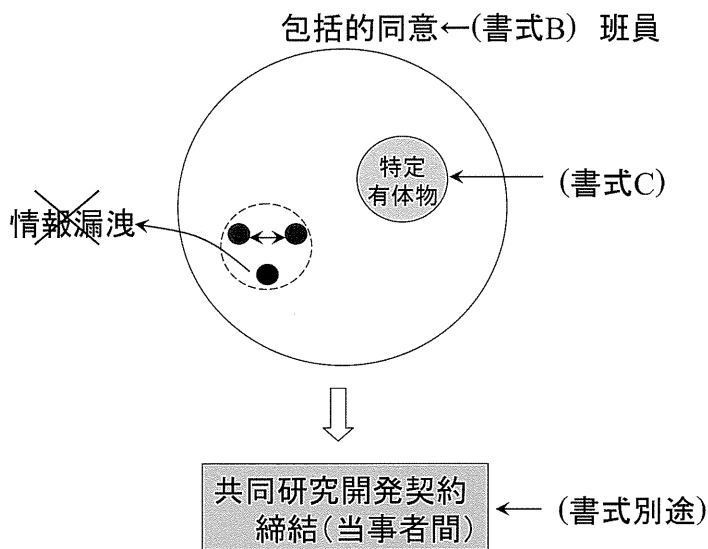 包括的同意←(書式B) 班員
特定
有体物
(書式C)
情報漏洩
共同研究開発契約
締結(当事者間)
(書式別途)